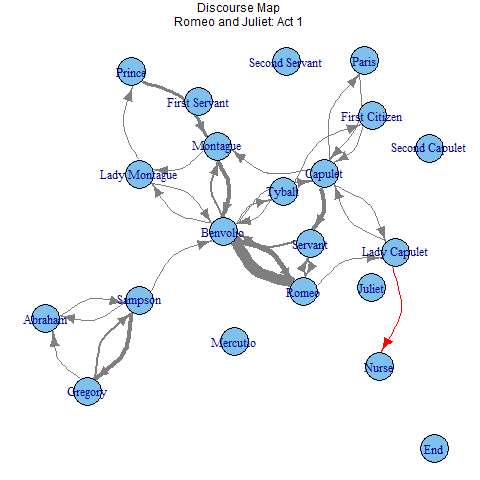 Discourse Map
Romeo and Juliet: Act 1
Second Servant
Paris
Prince
First Servant
First Citizen
Montague
Second Capulet
Lady Montague
Capulet
Tybalt
Benvolio
Servant
Lady Capulet
Romeo
Juliet
Sampson
Abraham
Mercutio
Nurse
Gregory
End